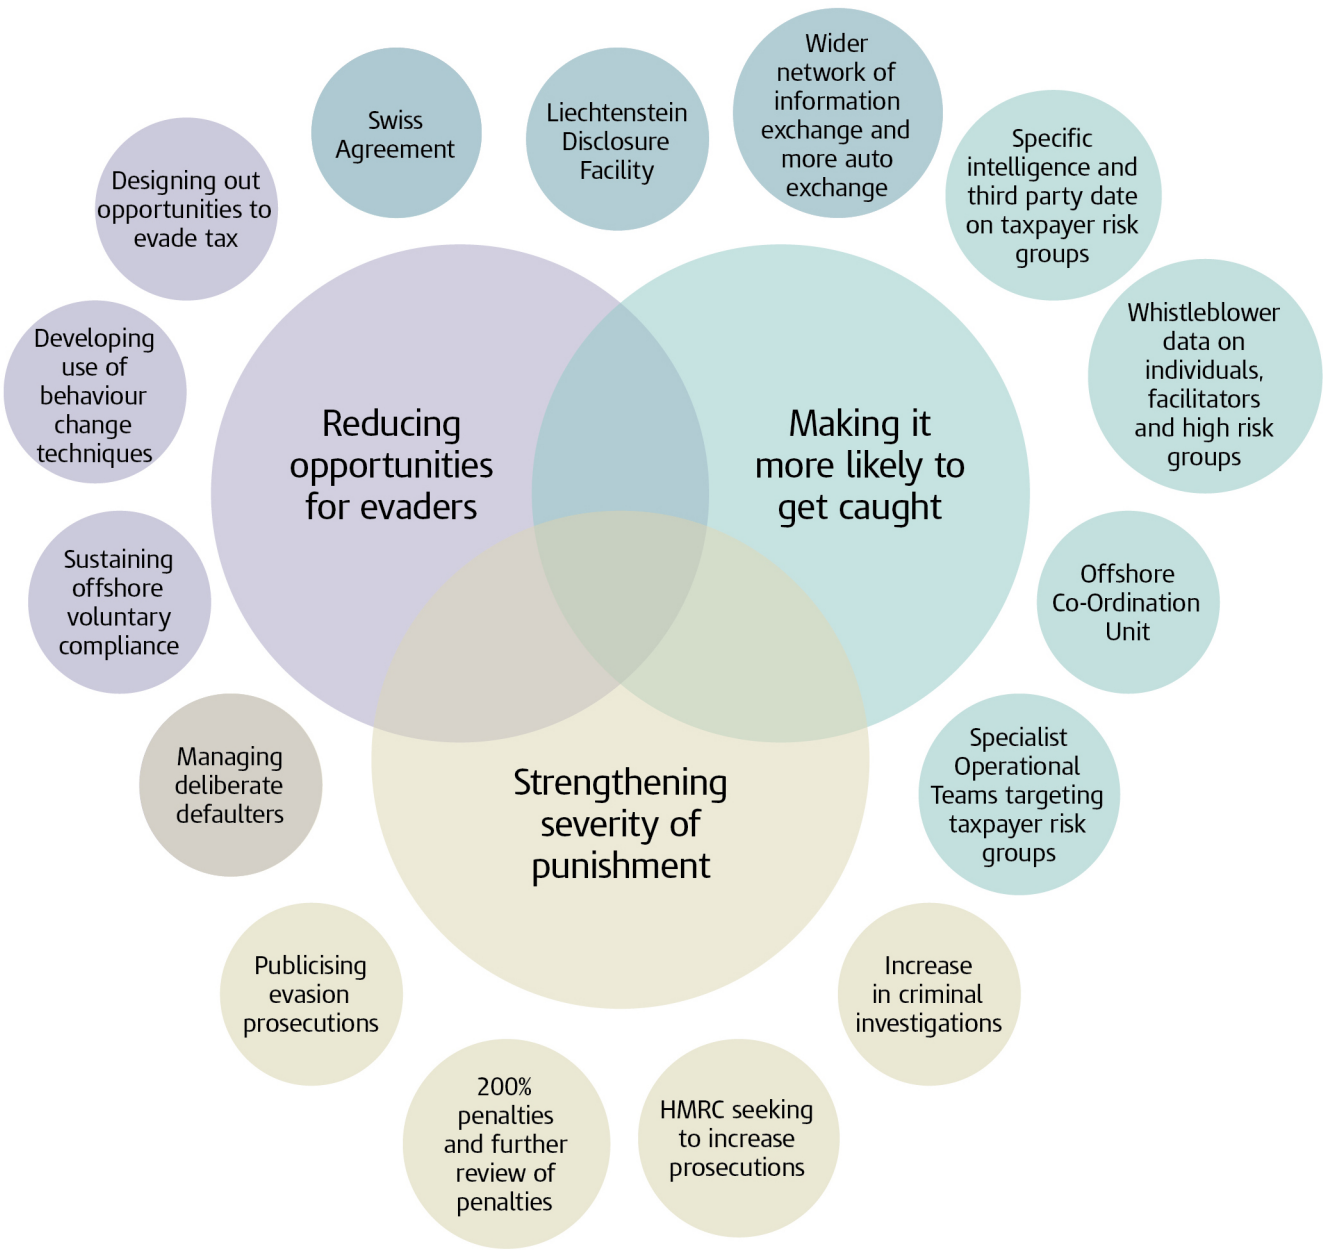 Swiss
Agreement
Liechtenstein
Disclosure
Facility
Wider
network of
information
exchange and
more auto
exchange
Specific
intelligence and
third party date
on taxpayer risk
groups
Whistleblower
data on
individuals,
facilitators
and high risk
groups
Offshore
Co-Ordination
Unit
Specialist
Operational
Teams targeting
taxpayer risk
groups
Increase
in criminal
investigations
HMRC seeking
to increase
prosecutions
200%
penalties
and further
review of
penalties
Publicising
evasion
prosecutions
Managing
deliberate
defaulters
Sustaining
offshore
voluntary
compliance
Developing
use of
behaviour
change
techniques
Designing out
opportunities to
evade tax
Reducing
opportunities
for evaders
Making it
more likely to
get caught
Strengthening
severity of
punishment